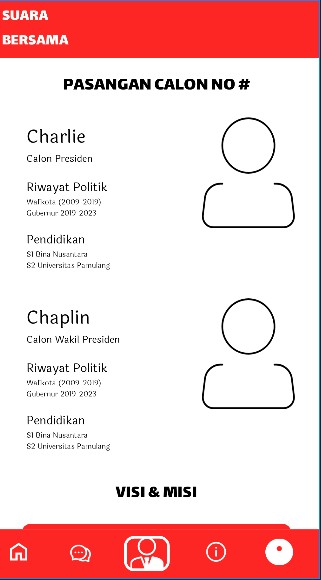 SUARA
BERSAMA
PASANGAN CALON NO #
Charlie
Calon Presiden
Riwayat Politik
Walikota (2009-2019)
Gubernur 2019-2023
Pendidikan
S1 Bina Nusantara
S2 Universitas Pamulang
Chaplin
Calon Wakil Presiden
Riwayat Politik
Walikota (2009-2019)
Gubernur 2019-2023
Pendidikan
S1 Bina Nusantara
S2 Universitas Pamulang
VISI & MISI